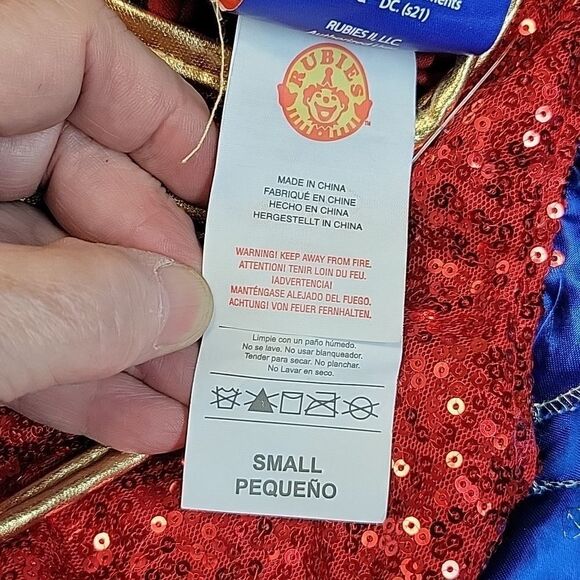 DC. (s21)
RUBIES II, LLC
RUBIES
TM
MADE IN CHINA
FABRIQUÉ EN CHINE
HECHO EN CHINA
HERGESTELLT IN CHINA
WARNING! KEEP AWAY FROM FIRE.
ATTENTION! TENIR LOIN DU FEU.
¡ADVERTENCIA!
MANTÉNGASE ALEJADO DEL FUEGO.
ACHTUNG! VON FEUER FERNHALTEN.
Limpie con un paño húmedo.
No se lave. No usar blanqueador.
Tender para secar. No planchar.
No Lavar en seco.
SMALL
PEQUEÑO